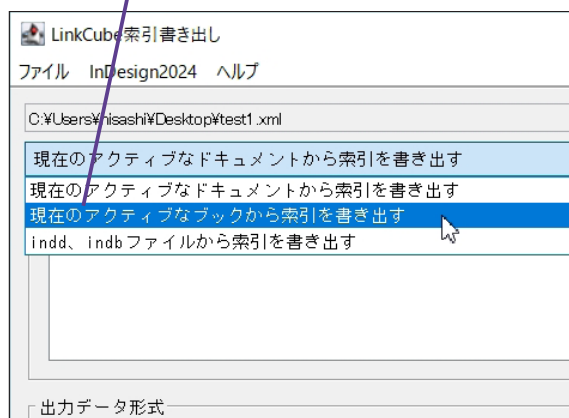 LinkCube索引書き出し
ファイル InDesign2024 ヘルプ
C:¥Users¥hisashi¥Desktop¥test1.xml
現在のアクティブなドキュメントから索引を書き出す
現在のアクティブなドキュメントから索引を書き出す
現在のアクティブなブックから索引を書き出す
indd、indbファイルから索引を書き出す
出力データ形式